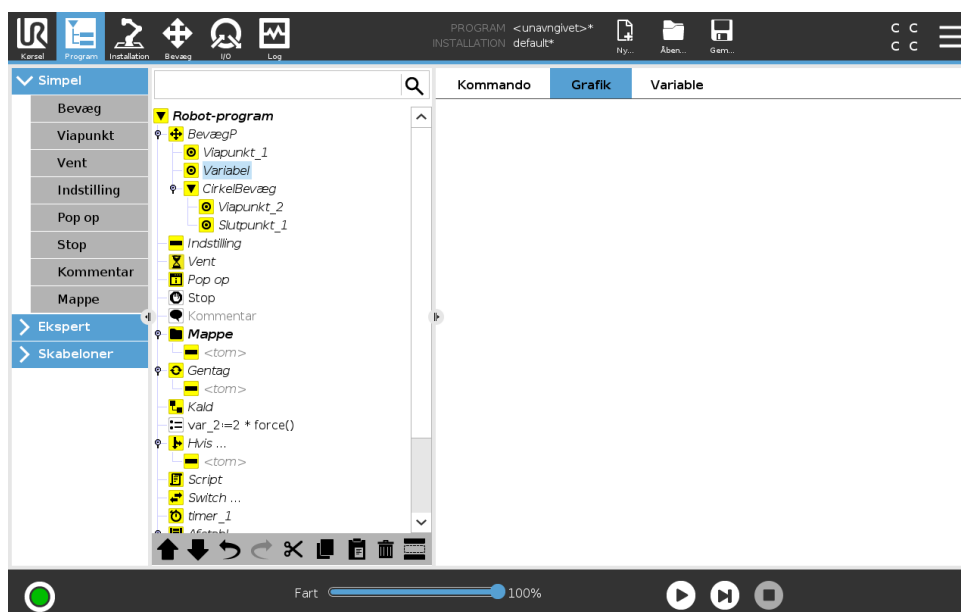 UR
PROGRAM <unavngivet>*
INSTALLATION default*
Kørsel Program Installation Bevæg I/O Log Ny... Åben... Gem...
C C
C C
Simpel
Bevæg
Viapunkt
Vent
Indstilling
Pop op
Stop
Kommentar
Mappe
Ekspert
Skabeloner
Robot-program
BevægP
Viapunkt_1
Variabel
CirkelBevæg
Viapunkt_2
Slutpunkt_1
Indstilling
Vent
Pop op
Stop
Kommentar
Mappe
<tom>
Gentag
<tom>
Kald
var_2:=2 * force()
Hvis ...
<tom>
Script
Switch ...
timer_1
Kommando Grafik Variable
Fart 100%